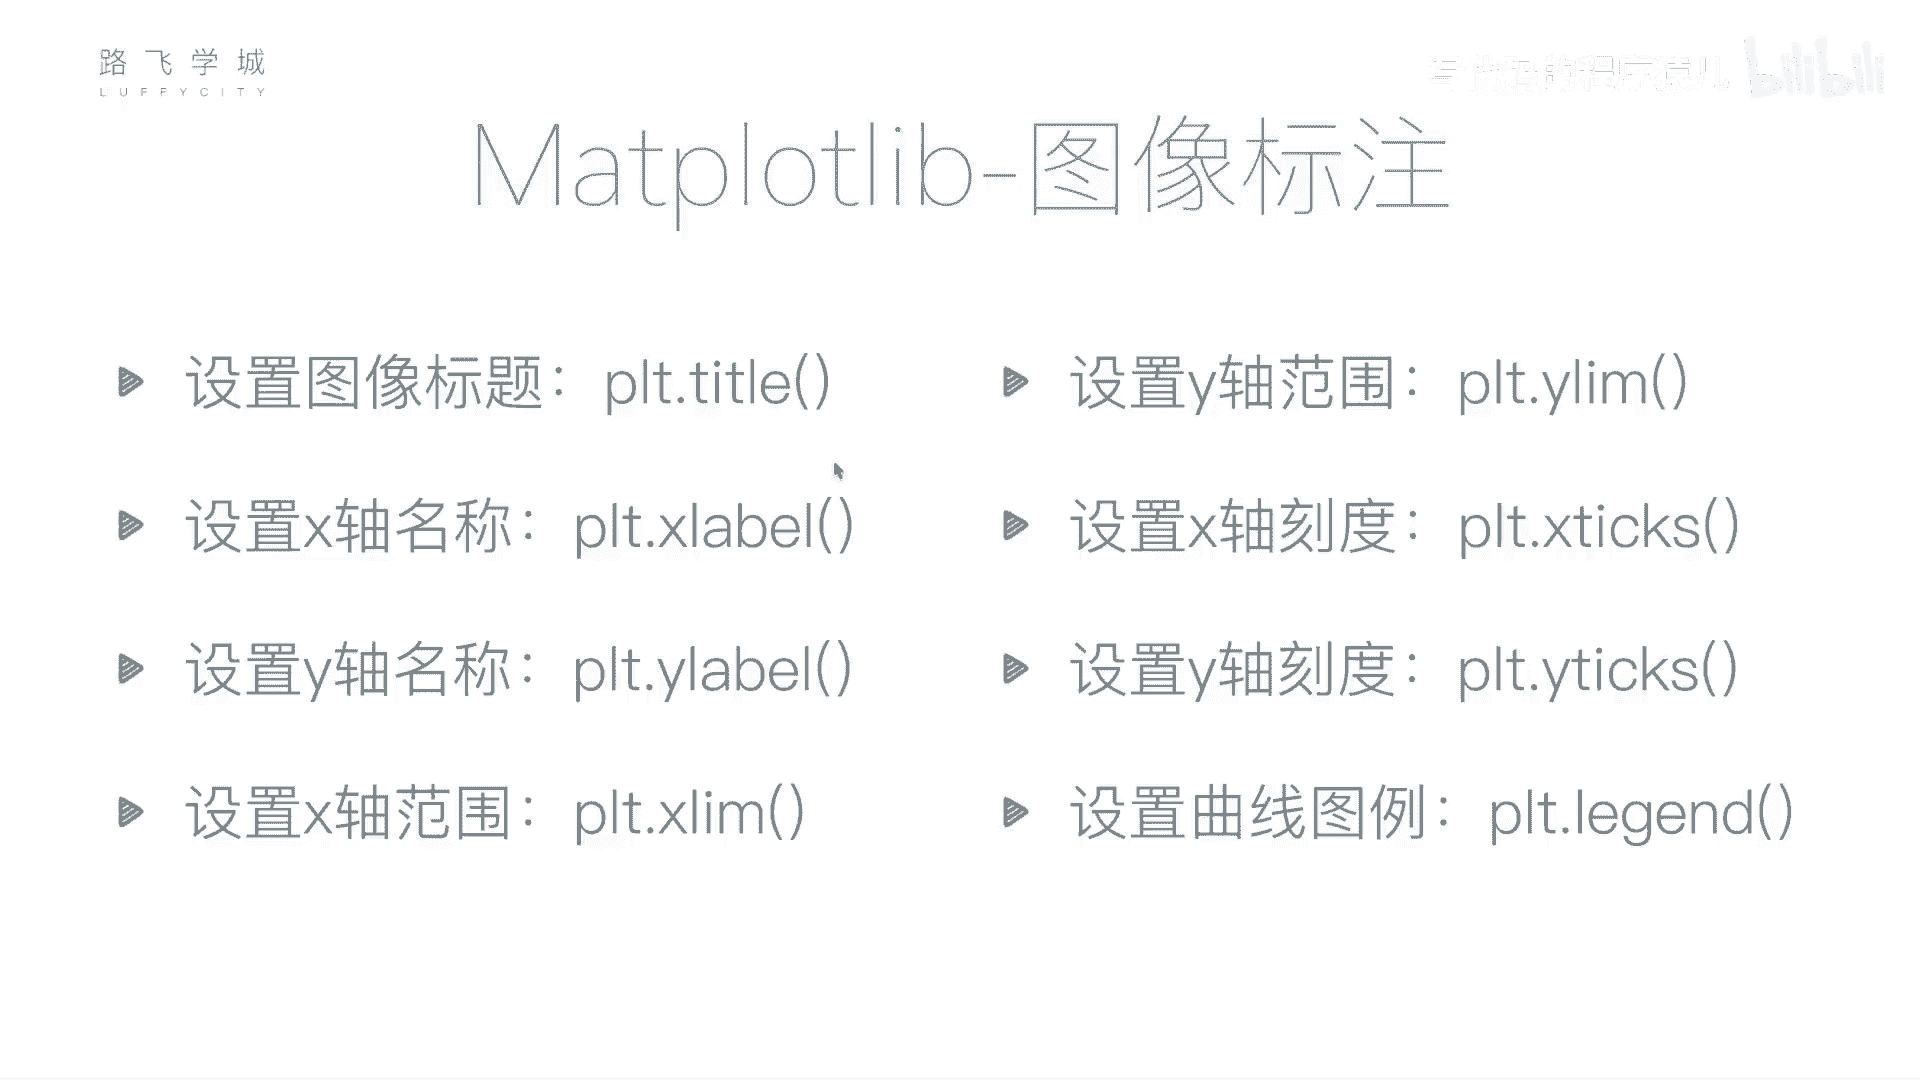 路飞学城
LUFFYCITY
bilibili
Matplotlib-图像标注
设置图像标题：plt.title()
设置x轴名称：plt.xlabel()
设置y轴名称：plt.ylabel()
设置x轴范围：plt.xlim()
设置y轴范围：plt.ylim()
设置x轴刻度：plt.xticks()
设置y轴刻度：plt.yticks()
设置曲线图例：plt.legend()